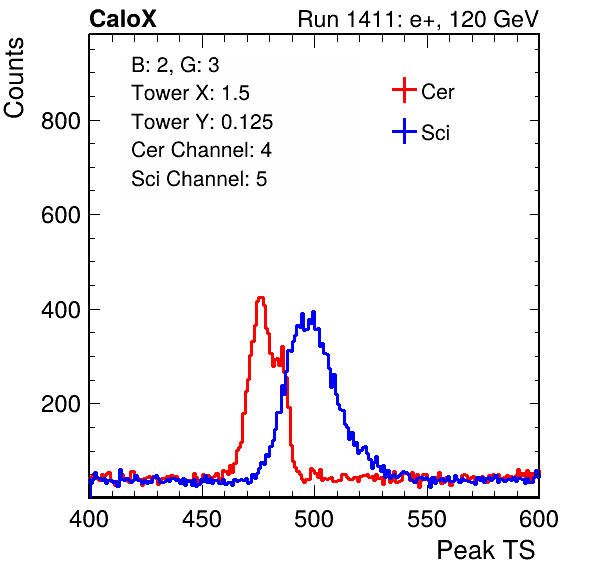 CaloX Run 1411: e+, 120 GeV
Counts
B: 2, G: 3
Tower X: 1.5
Tower Y: 0.125
Cer Channel: 4
Sci Channel: 5
Cer
Sci
800
600
400
200
400 450 500 550 600
Peak TS